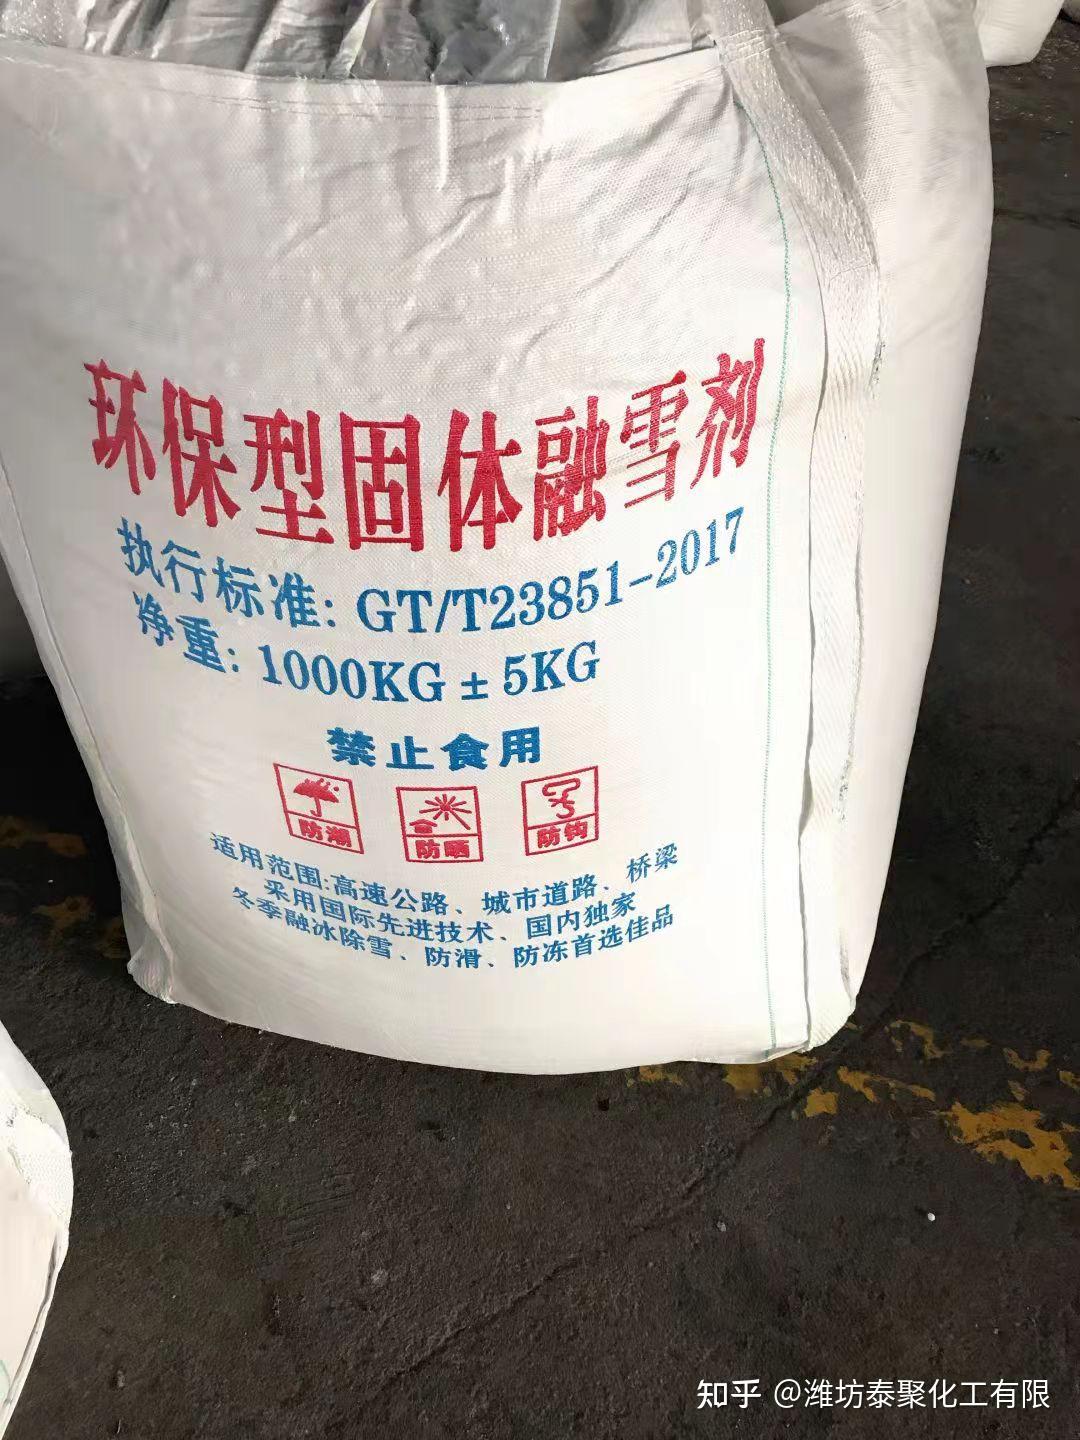 环保型固体融雪剂
执行标准: GT/T23851-2017
净重: 1000KG±5KG
禁止食用
防潮
防晒
防钩
适用范围:高速公路、城市道路、桥梁
采用国际先进技术、国内独家
冬季融冰除雪、防滑、防冻首选佳品
知乎 @潍坊泰聚化工有限